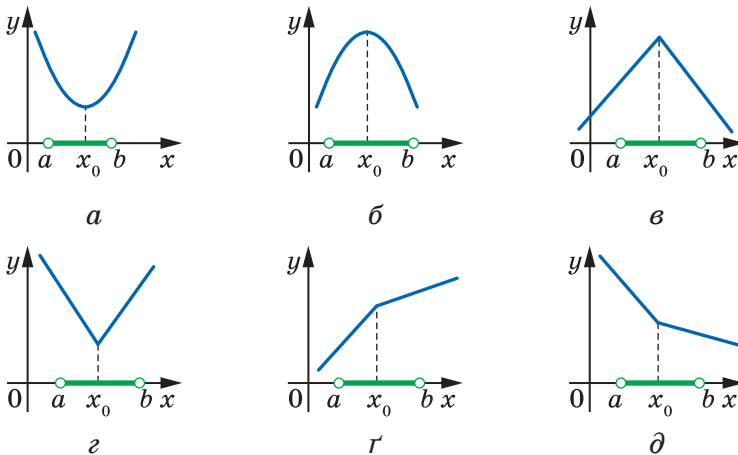 y y y
0 a x₀ b x 0 a x₀ b x 0 a x₀ b x
а б в
y y y
0 a x₀ b x 0 a x₀ b x 0 a x₀ b x
г ґ д